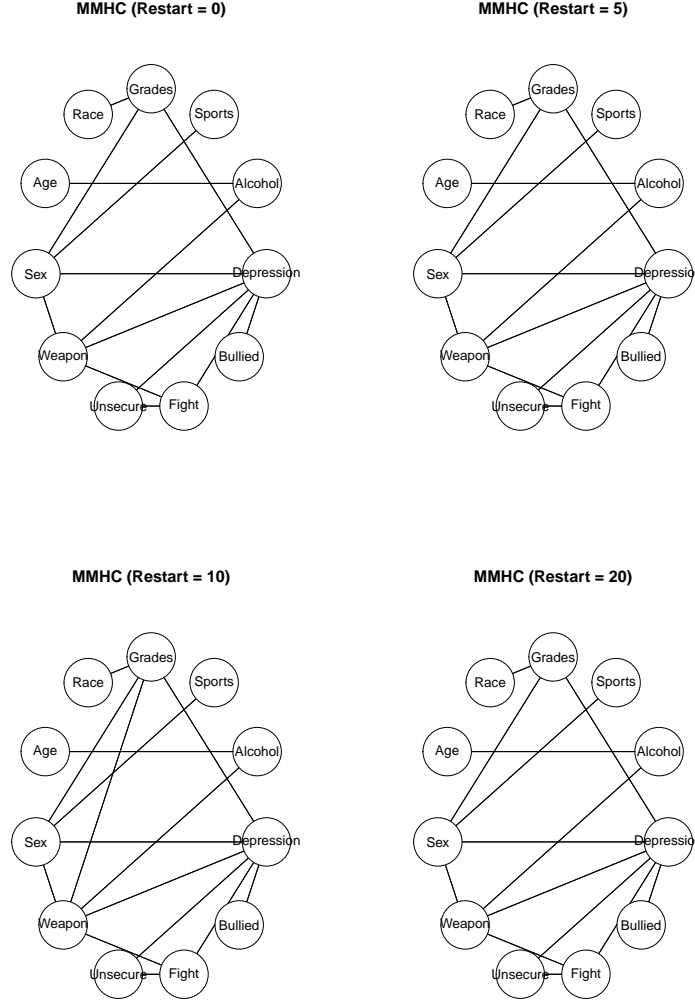 MMHC (Restart = 0)
Grades
Race
Sports
Age
Alcohol
Sex
Depression
Weapon
Bullied
Unsecure
Fight
MMHC (Restart = 5)
Grades
Race
Sports
Age
Alcohol
Sex
Depressio
Weapon
Bullied
Unsecure
Fight
MMHC (Restart = 10)
Grades
Race
Sports
Age
Alcohol
Sex
Depression
Weapon
Bullied
Unsecure
Fight
MMHC (Restart = 20)
Grades
Race
Sports
Age
Alcohol
Sex
Depressio
Weapon
Bullied
Unsecure
Fight